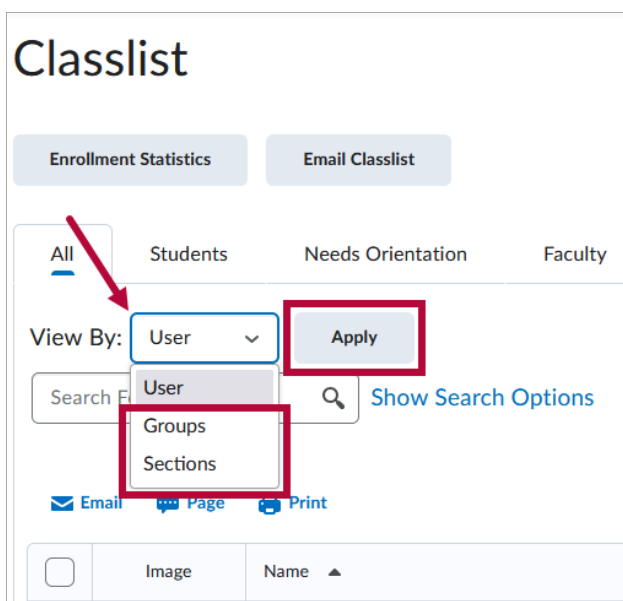 Classlist
Enrollment Statistics Email Classlist
All Students Needs Orientation Faculty
View By: User Apply
Search Show Search Options
User
Groups
Sections
Email Page Print
Image Name